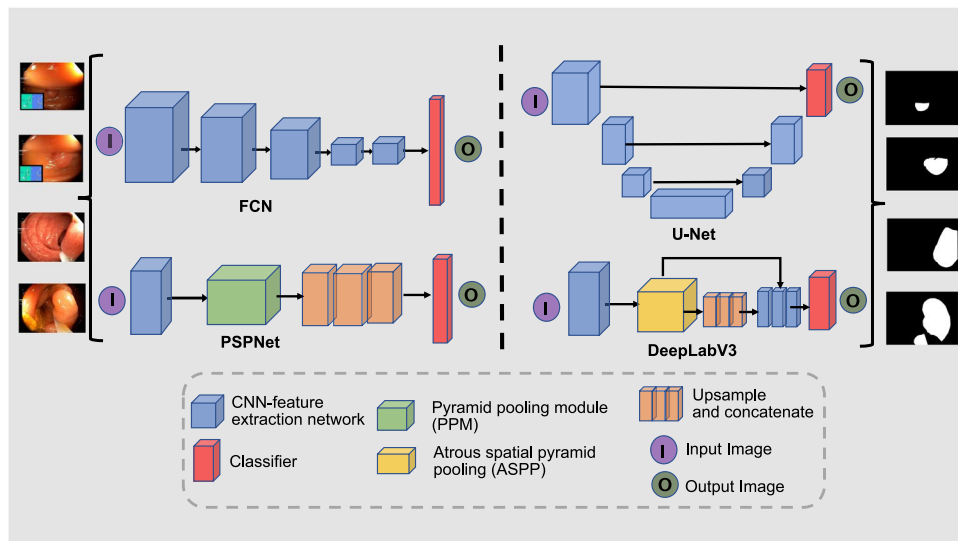 I
O
FCN
I
O
U-Net
I
O
PSPNet
I
O
DeepLabV3
CNN-feature
extraction network
Pyramid pooling module
(PPM)
Upsample
and concatenate
Classifier
Atrous spatial pyramid
pooling (ASPP)
I
Input Image
O
Output Image